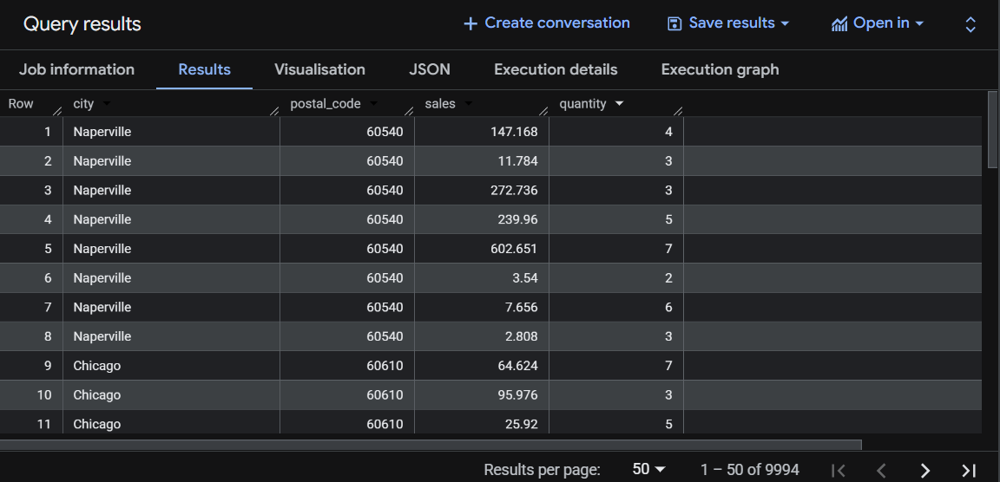 Query results + Create conversation Save results Open in
Job information Results Visualisation JSON Execution details Execution graph
Row city postal_code sales quantity
1 Naperville 60540 147.168 4
2 Naperville 60540 11.784 3
3 Naperville 60540 272.736 3
4 Naperville 60540 239.96 5
5 Naperville 60540 602.651 7
6 Naperville 60540 3.54 2
7 Naperville 60540 7.656 6
8 Naperville 60540 2.808 3
9 Chicago 60610 64.624 7
10 Chicago 60610 95.976 3
11 Chicago 60610 25.92 5
Results per page: 50 1 – 50 of 9994